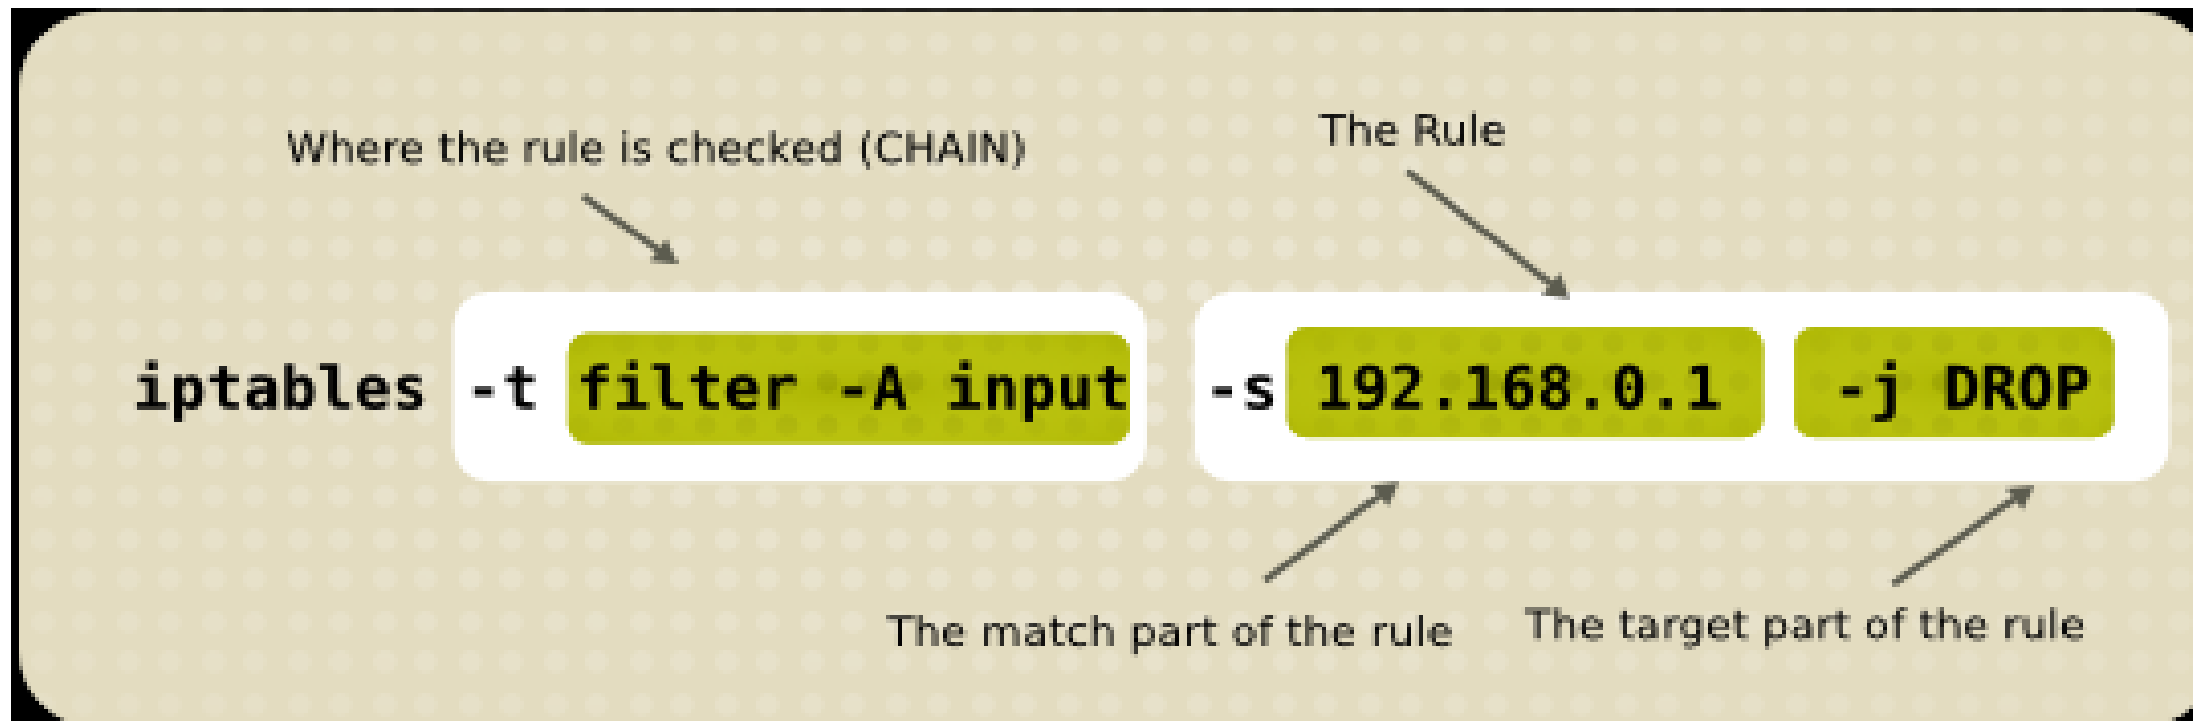 Where the rule is checked (CHAIN)
The Rule
iptables -t filter -A input -s 192.168.0.1 -j DROP
The match part of the rule
The target part of the rule